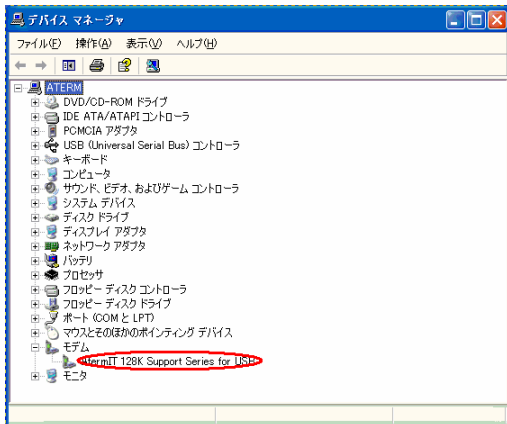 デバイス マネージャ
ファイル(F) 操作(A) 表示(V) ヘルプ(H)
ATERM
DVD/CD-ROM ドライブ
IDE ATA/ATAPI コントローラ
PCMCIA アダプタ
USB (Universal Serial Bus) コントローラ
キーボード
コンピュータ
サウンド、ビデオ、およびゲーム コントローラ
システム デバイス
ディスク ドライブ
ディスプレイ アダプタ
ネットワーク アダプタ
バッテリ
プロセッサ
フロッピー ディスク コントローラ
フロッピー ディスク ドライブ
ポート (COM と LPT)
マウスとそのほかのポインティング デバイス
モデム
AtermIT 128K Support Series for USB
モニタ